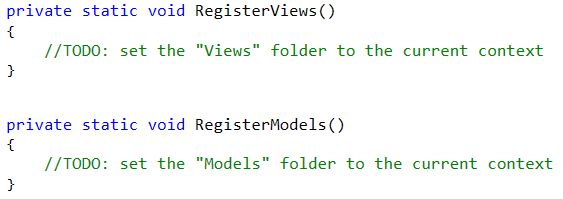 private static void RegisterViews()
{
    //TODO: set the "Views" folder to the current context
}
private static void RegisterModels()
{
    //TODO: set the "Models" folder to the current context
}